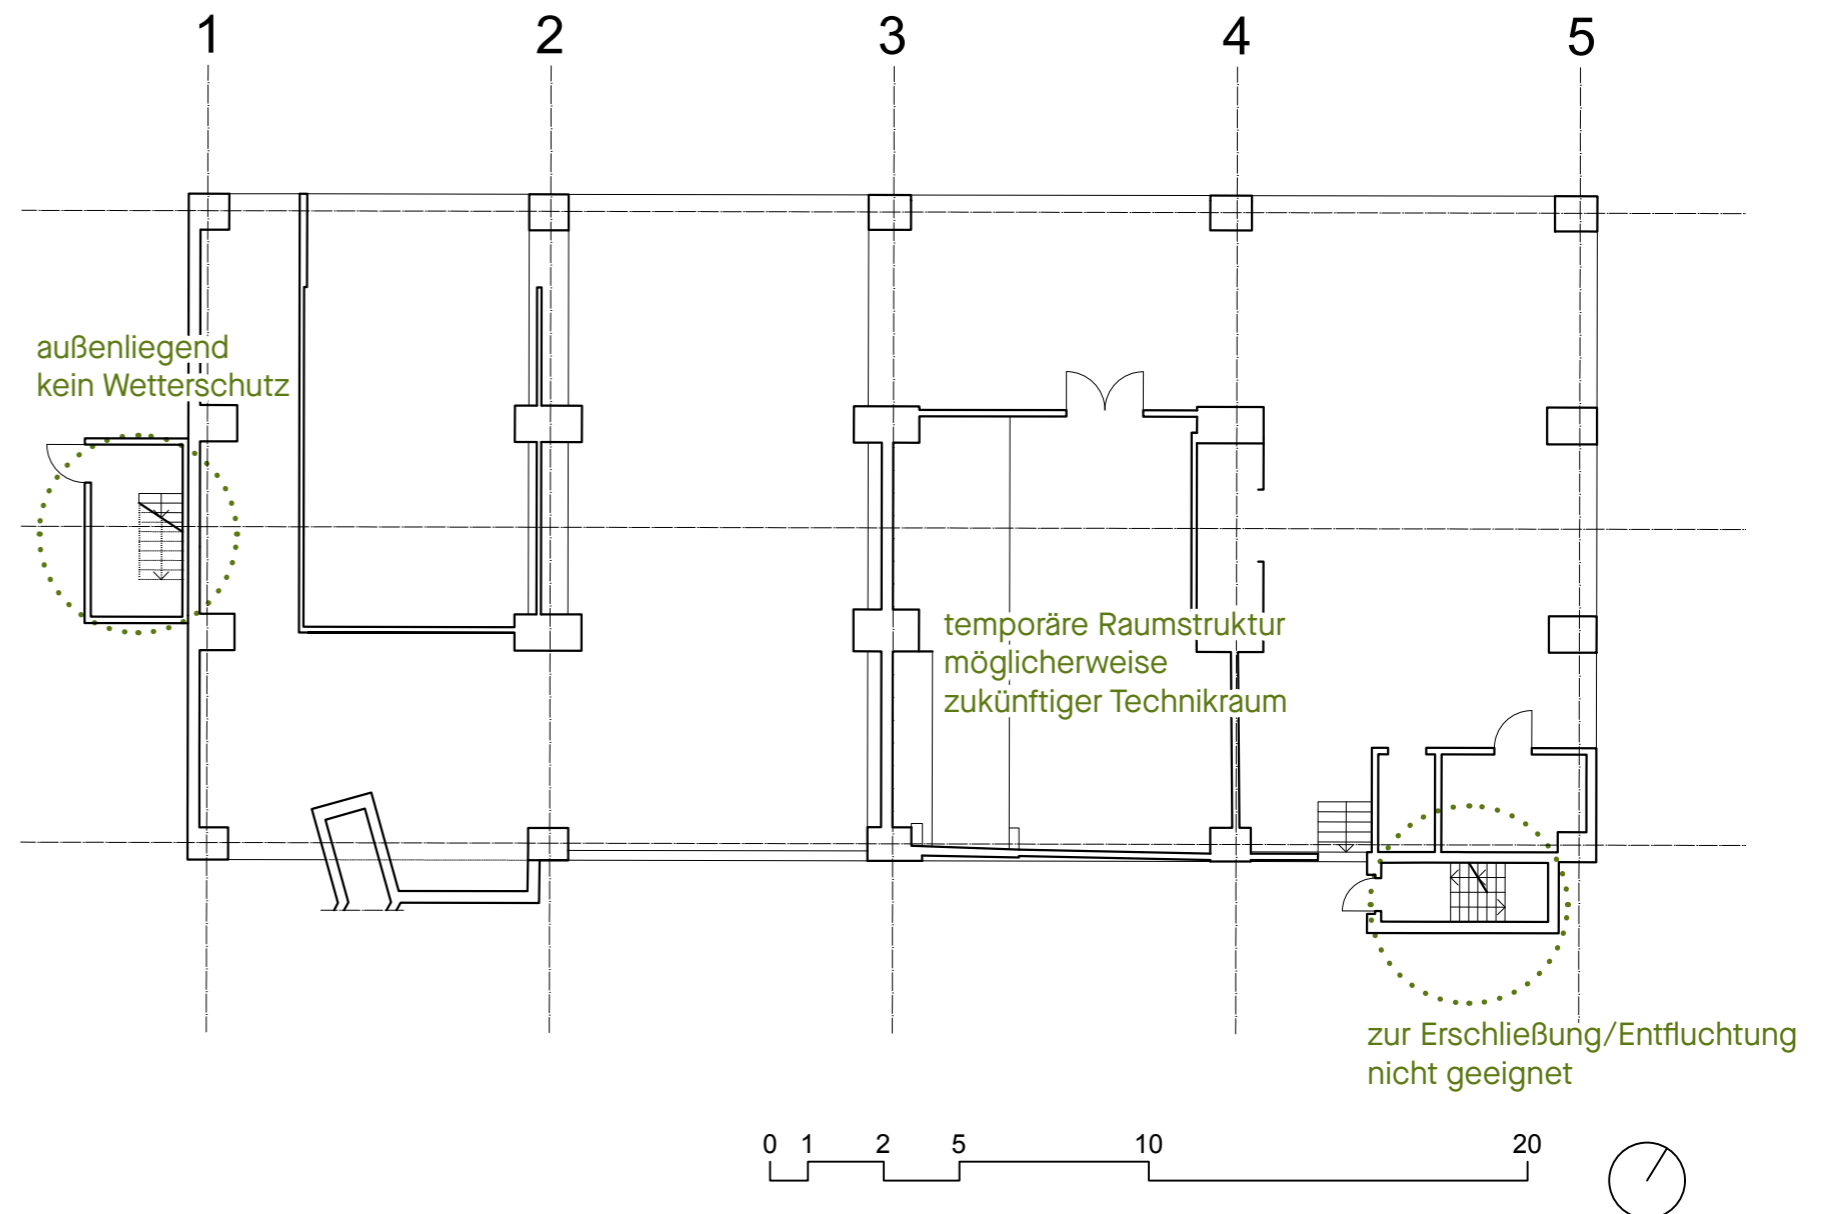 1 2 3 4 5
außenliegend
kein Wetterschutz
temporäre Raumstruktur
möglicherweise
zukünftiger Technikraum
zur Erschließung/Entfluchtung
nicht geeignet
0 1 2 5 10 20